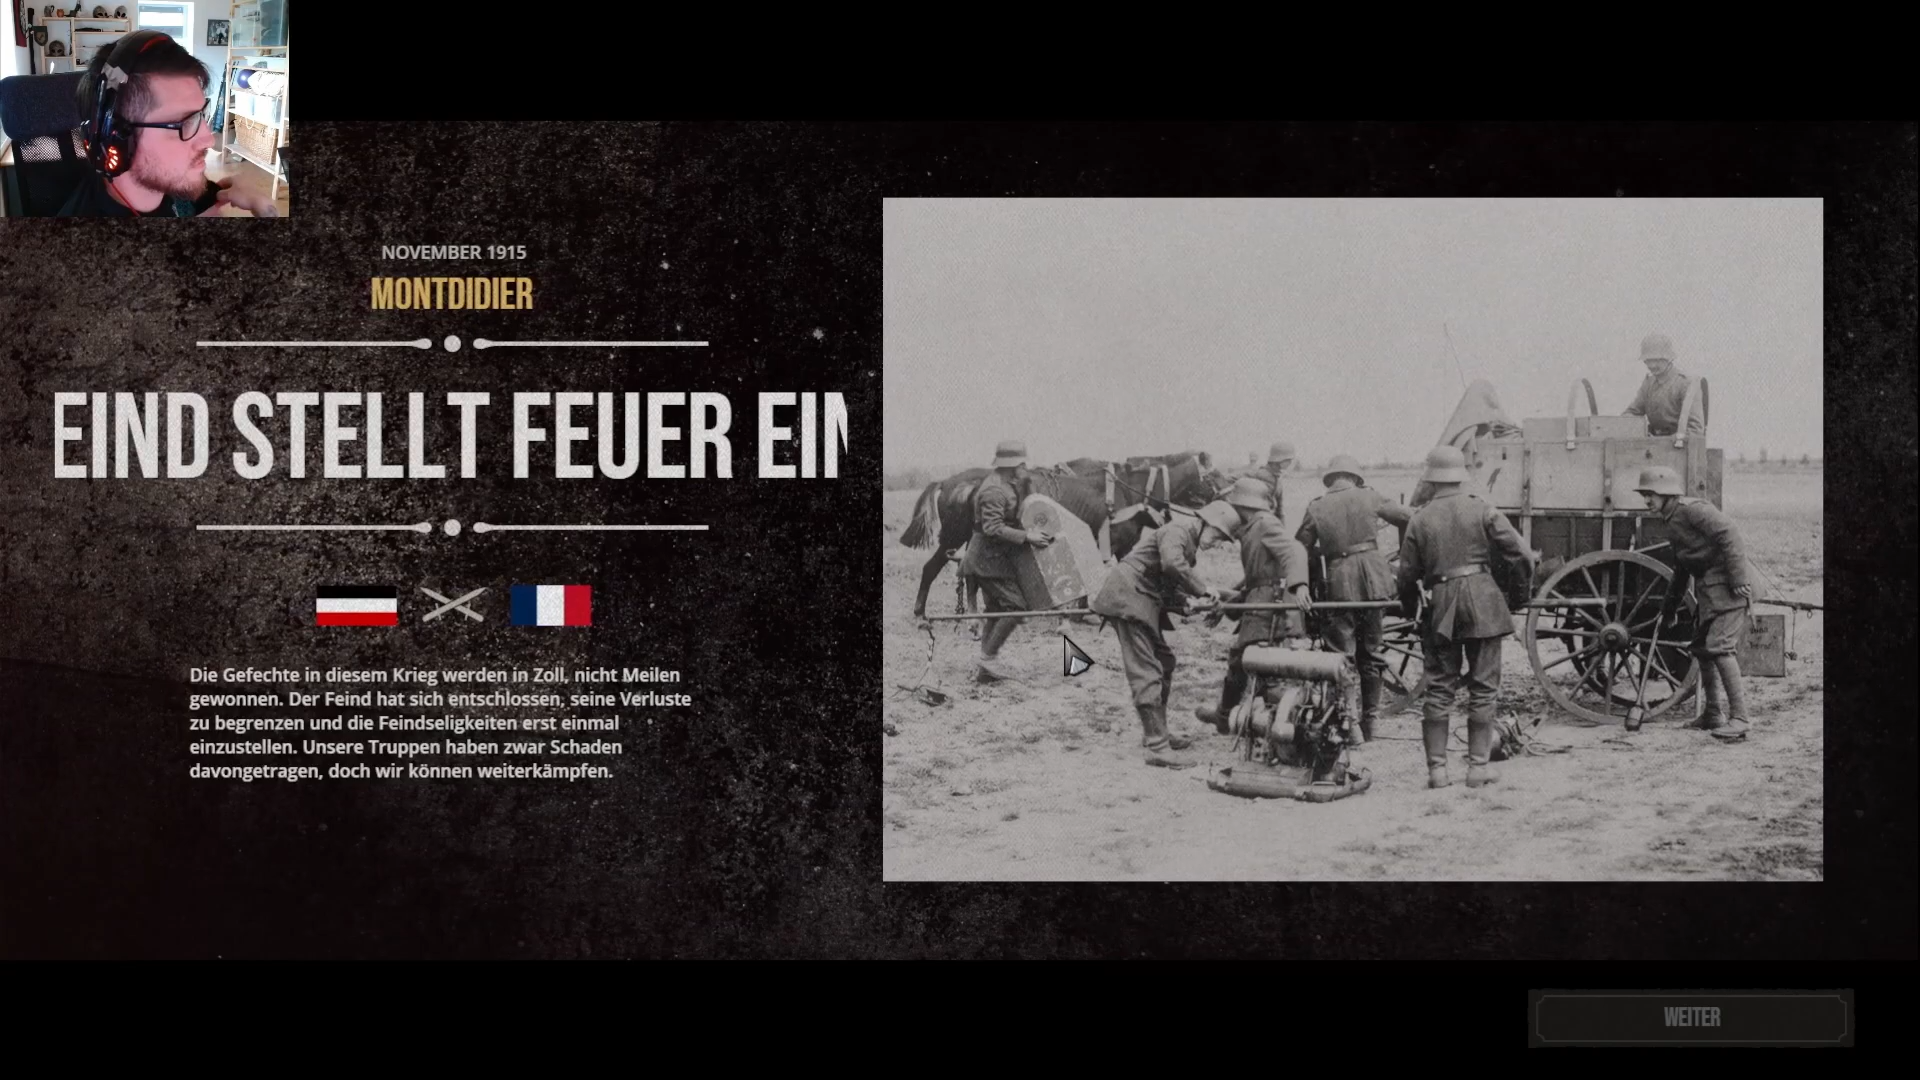 NOVEMBER 1915
MONTDIDIER
EIND STELLT FEUER EIN
Die Gefechte in diesem Krieg werden in Zoll, nicht Meilen
gewonnen. Der Feind hat sich entschlossen, seine Verluste
zu begrenzen und die Feindseligkeiten erst einmal
einzustellen. Unsere Truppen haben zwar Schaden
davongetragen, doch wir können weiterkämpfen.
WEITER